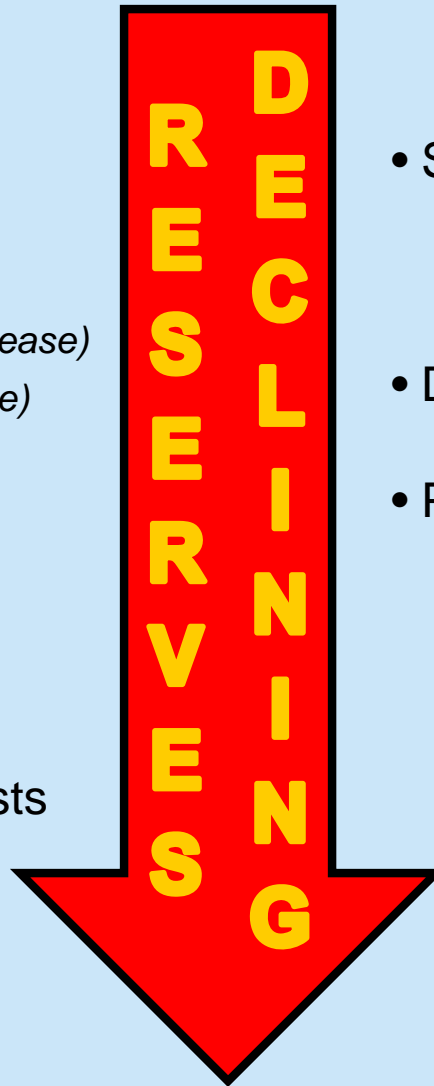 ease)
e)
sts
RESERVES
DECLINING
• S
• D